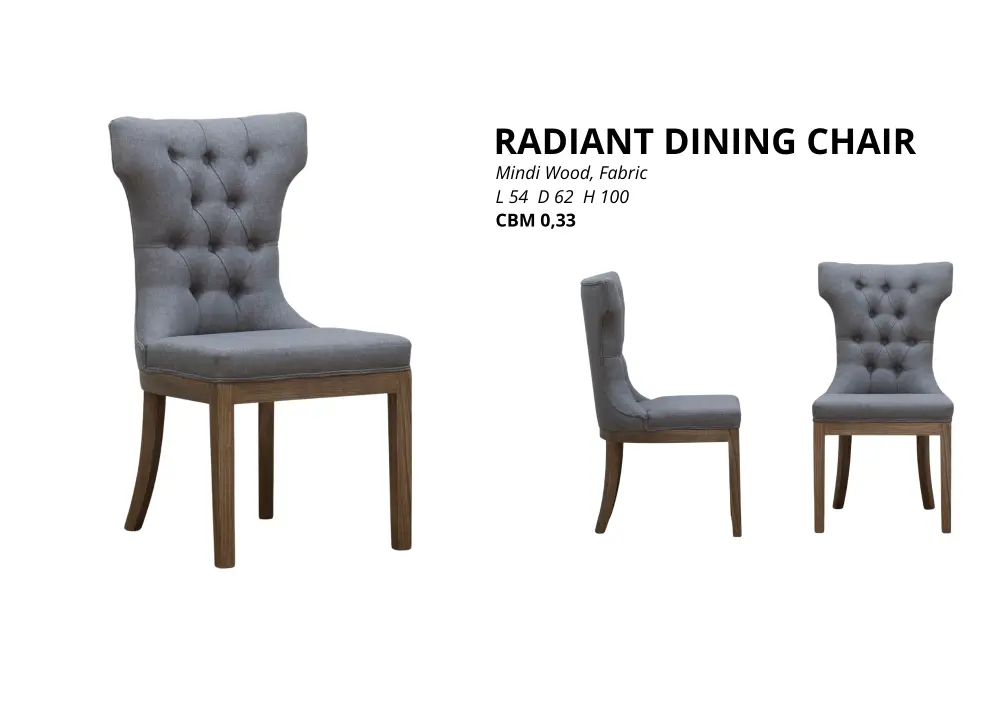 RADIANT DINING CHAIR
Mindi Wood, Fabric
L 54 D 62 H 100
CBM 0,33